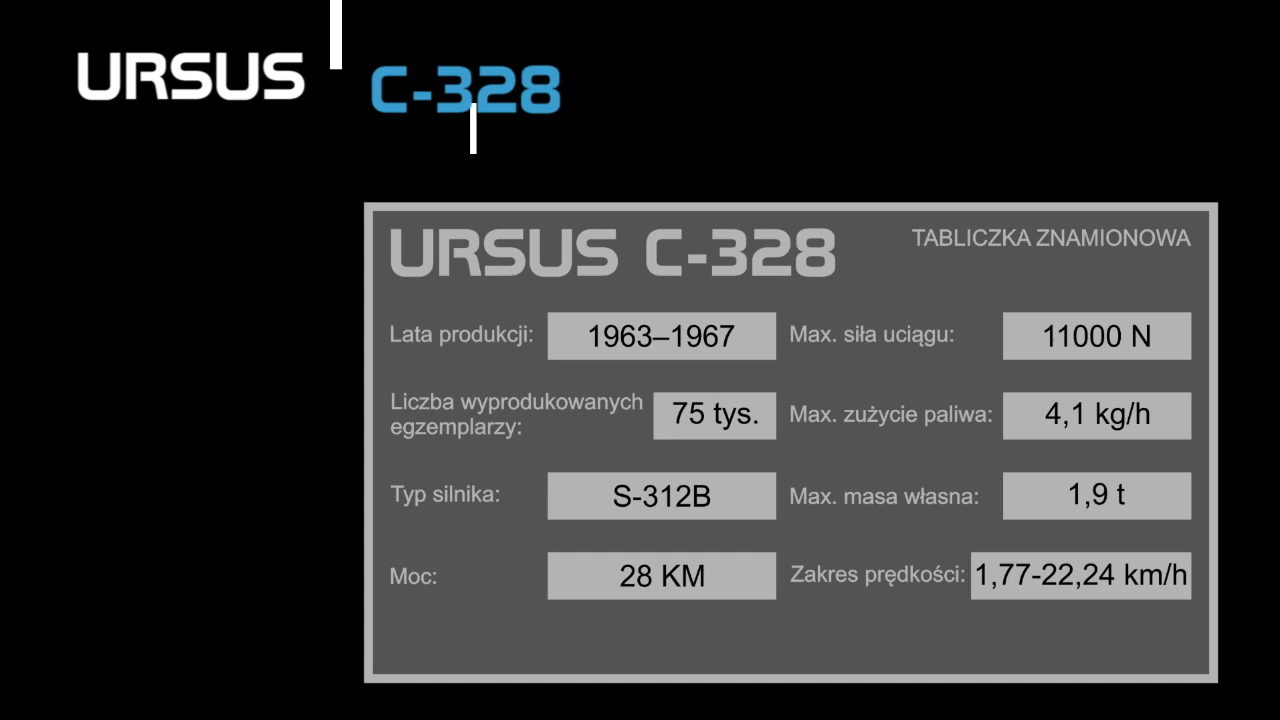 URSUS
C-328
URSUS C-328
TABLICZKA ZNAMIONOWA
Lata produkcji: 1963–1967
Max. siła uciągu: 11000 N
Liczba wyprodukowanych
egzemplarzy: 75 tys.
Max. zużycie paliwa: 4,1 kg/h
Typ silnika: S-312B
Max. masa własna: 1,9 t
Moc: 28 KM
Zakres prędkości: 1,77-22,24 km/h